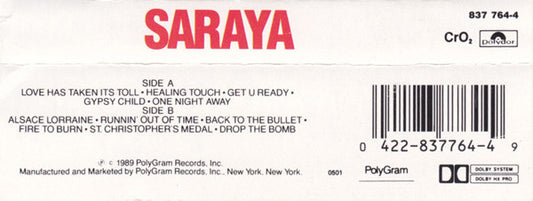 SARAYA
837 764-4
CrO₂ Polydor
SIDE A
LOVE HAS TAKEN ITS TOLL • HEALING TOUCH • GET U READY •
GYPSY CHILD • ONE NIGHT AWAY
SIDE B
ALSACE LORRAINE • RUNNIN' OUT OF TIME • BACK TO THE BULLET •
FIRE TO BURN • ST. CHRISTOPHER'S MEDAL • DROP THE BOMB
℗ © 1989 PolyGram Records, Inc.
Manufactured and Marketed by PolyGram Records, Inc., New York, New York.
0501
0 422-837764-4 9
PolyGram
DOLBY SYSTEM
DOLBY HX PRO